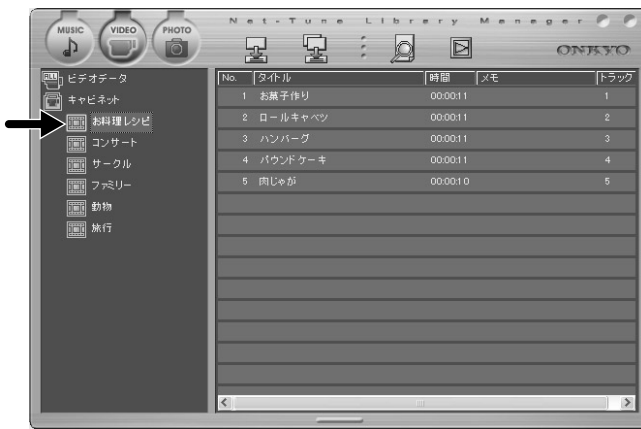 Net-Tune Library Manager
MUSIC
VIDEO
PHOTO
ONKYO
ALL
ビデオデータ
キャビネット
お料理レシピ
コンサート
サークル
ファミリー
動物
旅行
No. タイトル 時間 メモ トラック
1 お菓子作り 00:00:11 1
2 ロールキャベツ 00:00:11 2
3 ハンバーグ 00:00:11 3
4 パウンドケーキ 00:00:11 4
5 肉じゃが 00:00:10 5